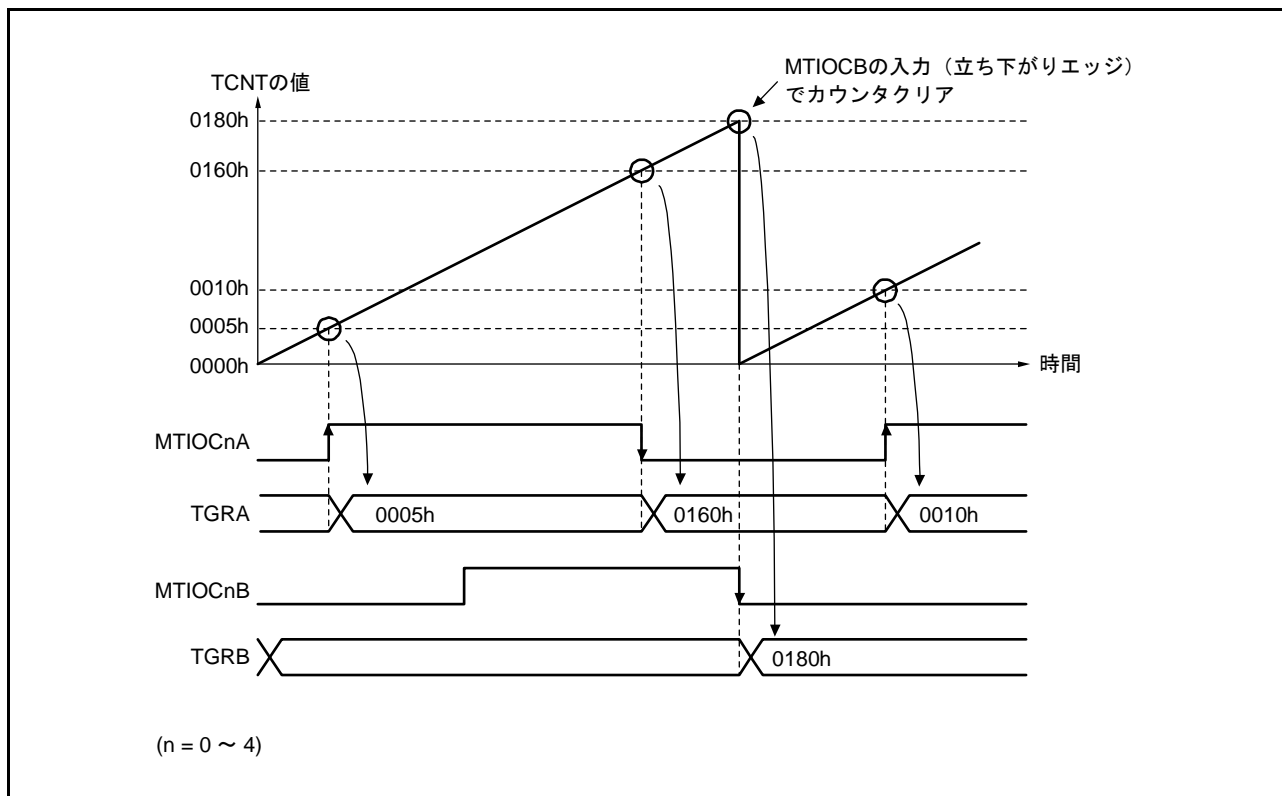 MTIOCBの入力（立ち下がりエッジ）
でカウンタクリア
TCNTの値
0180h
0160h
0010h
0005h
0000h
時間
MTIOCnA
TGRA
0005h
0160h
0010h
MTIOCnB
TGRB
0180h
(n = 0 ～ 4)